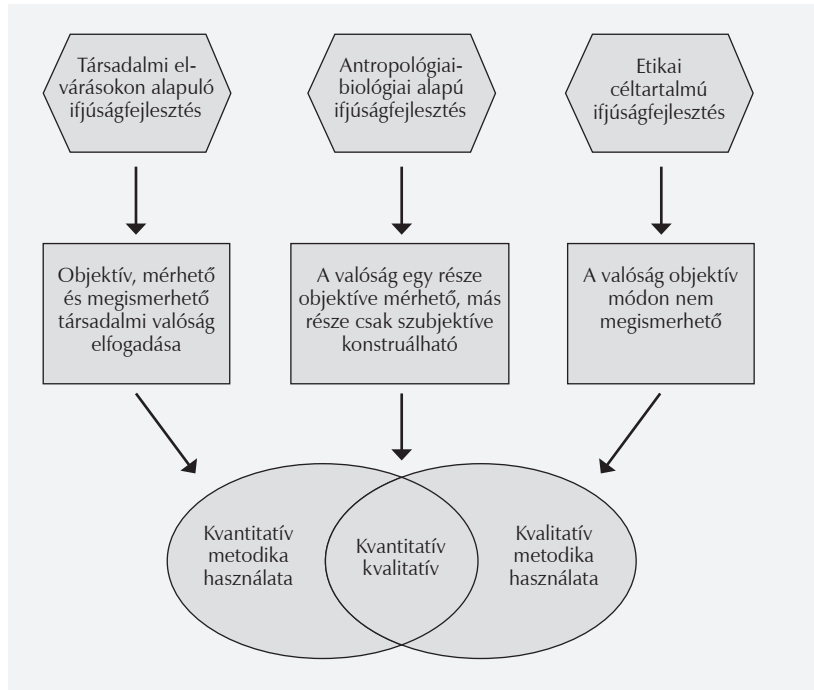 Társadalmi el-
várásokon alapuló
ifjúságfejlesztés
Antropológiai-
biológiai alapú
ifjúságfejlesztés
Etikai
céltartalmú
ifjúságfejlesztés
Objektív, mérhető
és megismerhető
társadalmi valóság
elfogadása
A valóság egy része
objektíve mérhető, más
része csak szubjektíve
konstruálható
A valóság objektív
módon nem
megismerhető
Kvantitatív
metodika
használata
Kvantitatív
kvalitatív
Kvalitatív
metodika
használata